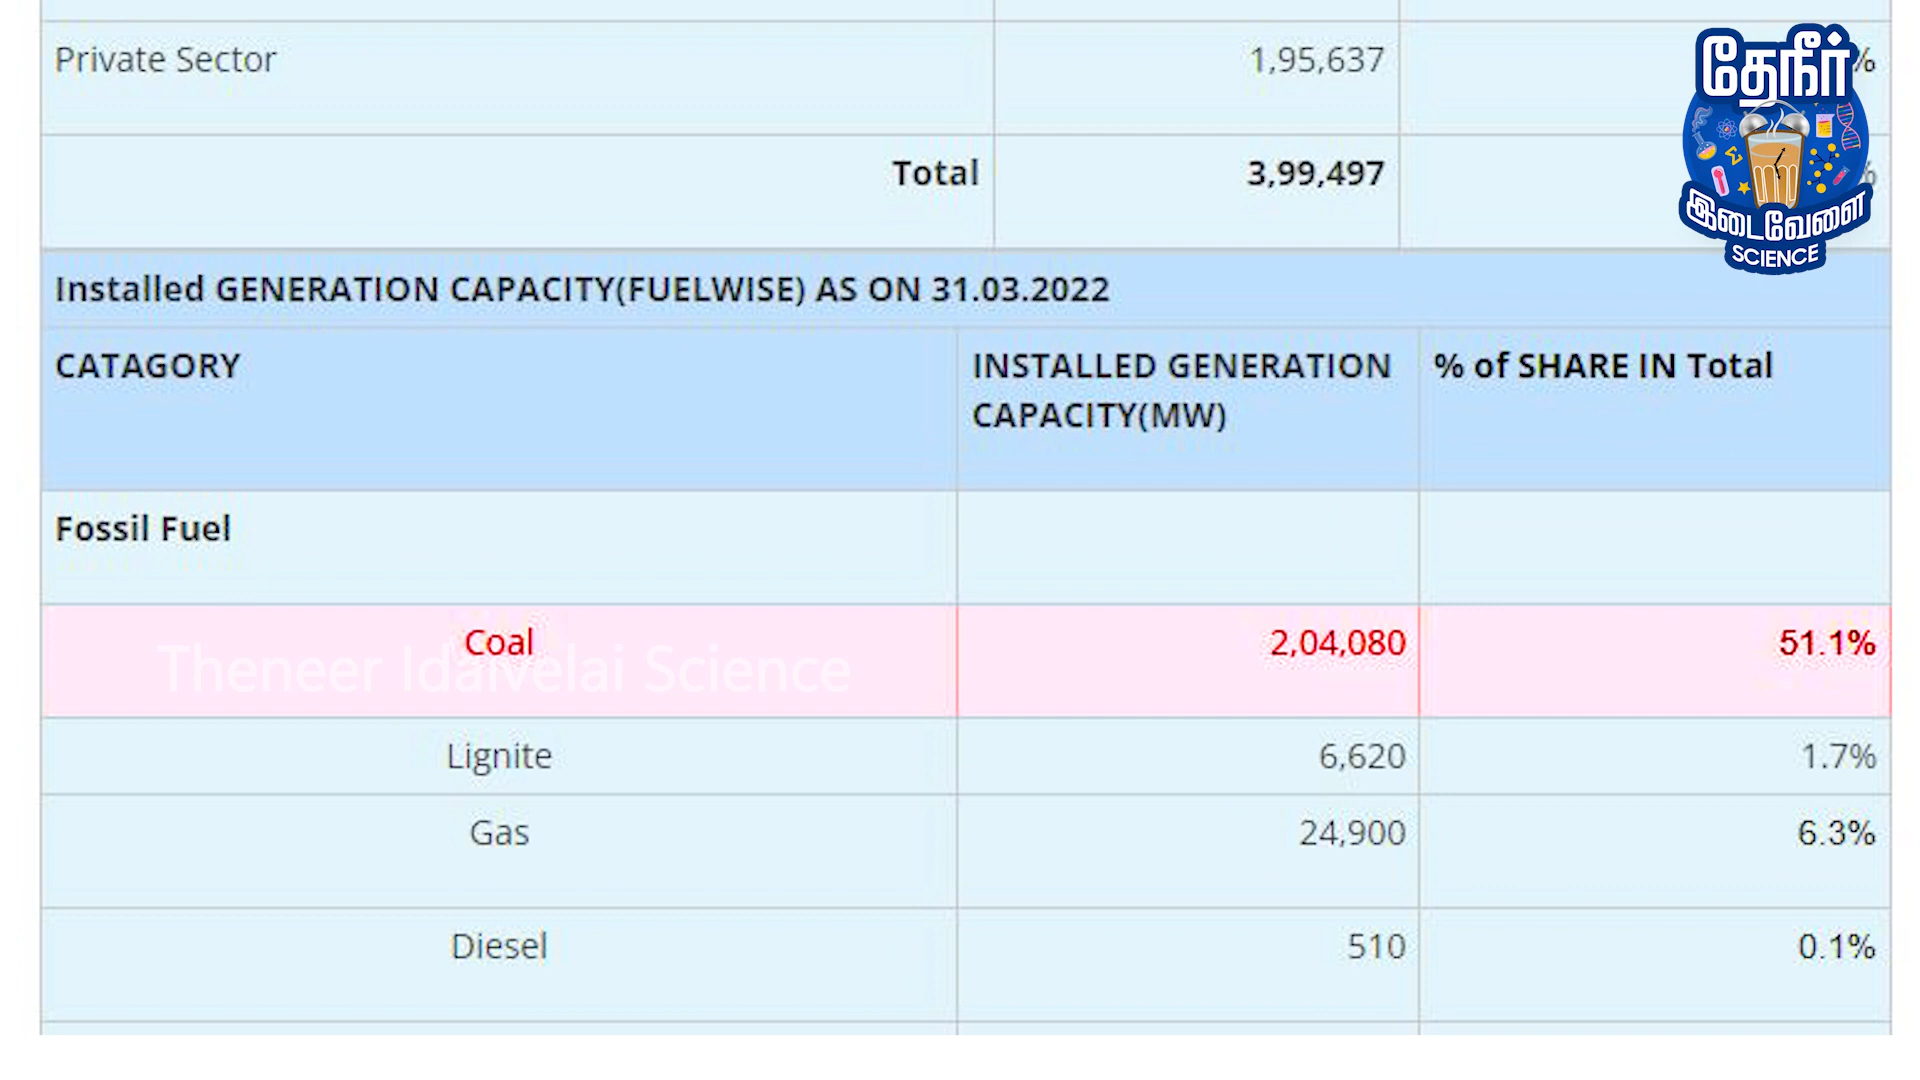 Private Sector 1,95,637 %
Total 3,99,497
Installed GENERATION CAPACITY(FUELWISE) AS ON 31.03.2022
CATAGORY INSTALLED GENERATION % of SHARE IN Total
CAPACITY(MW)
Fossil Fuel
Coal 2,04,080 51.1%
Theneer Idaivelai Science
Lignite 6,620 1.7%
Gas 24,900 6.3%
Diesel 510 0.1%
தேநீர்
இடைவேளை
SCIENCE